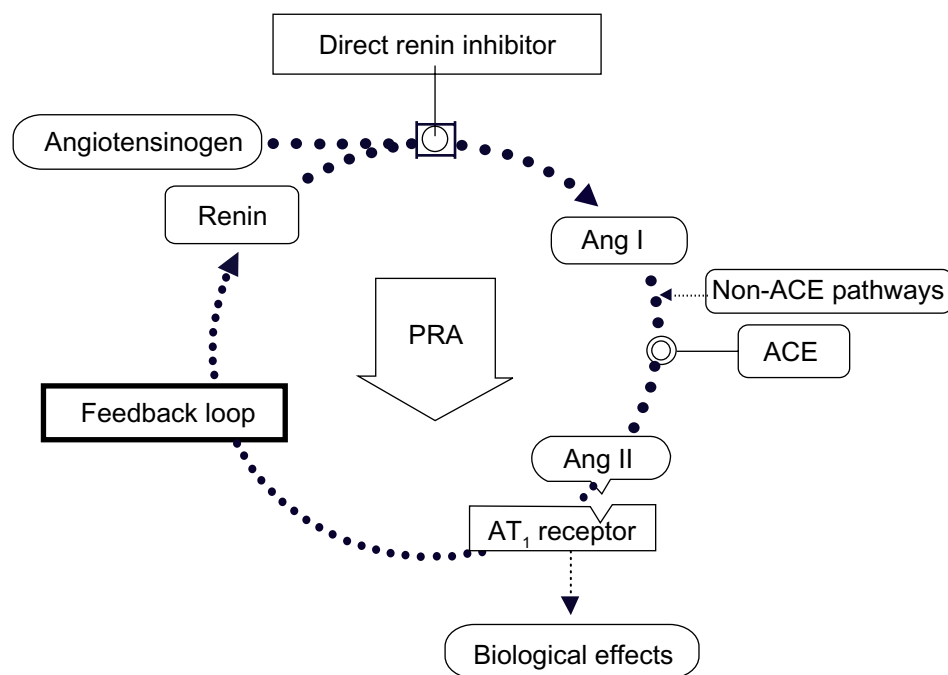 Direct renin inhibitor
Angiotensinogen
Renin
Ang I
Non-ACE pathways
PRA
ACE
Feedback loop
Ang II
AT₁ receptor
Biological effects